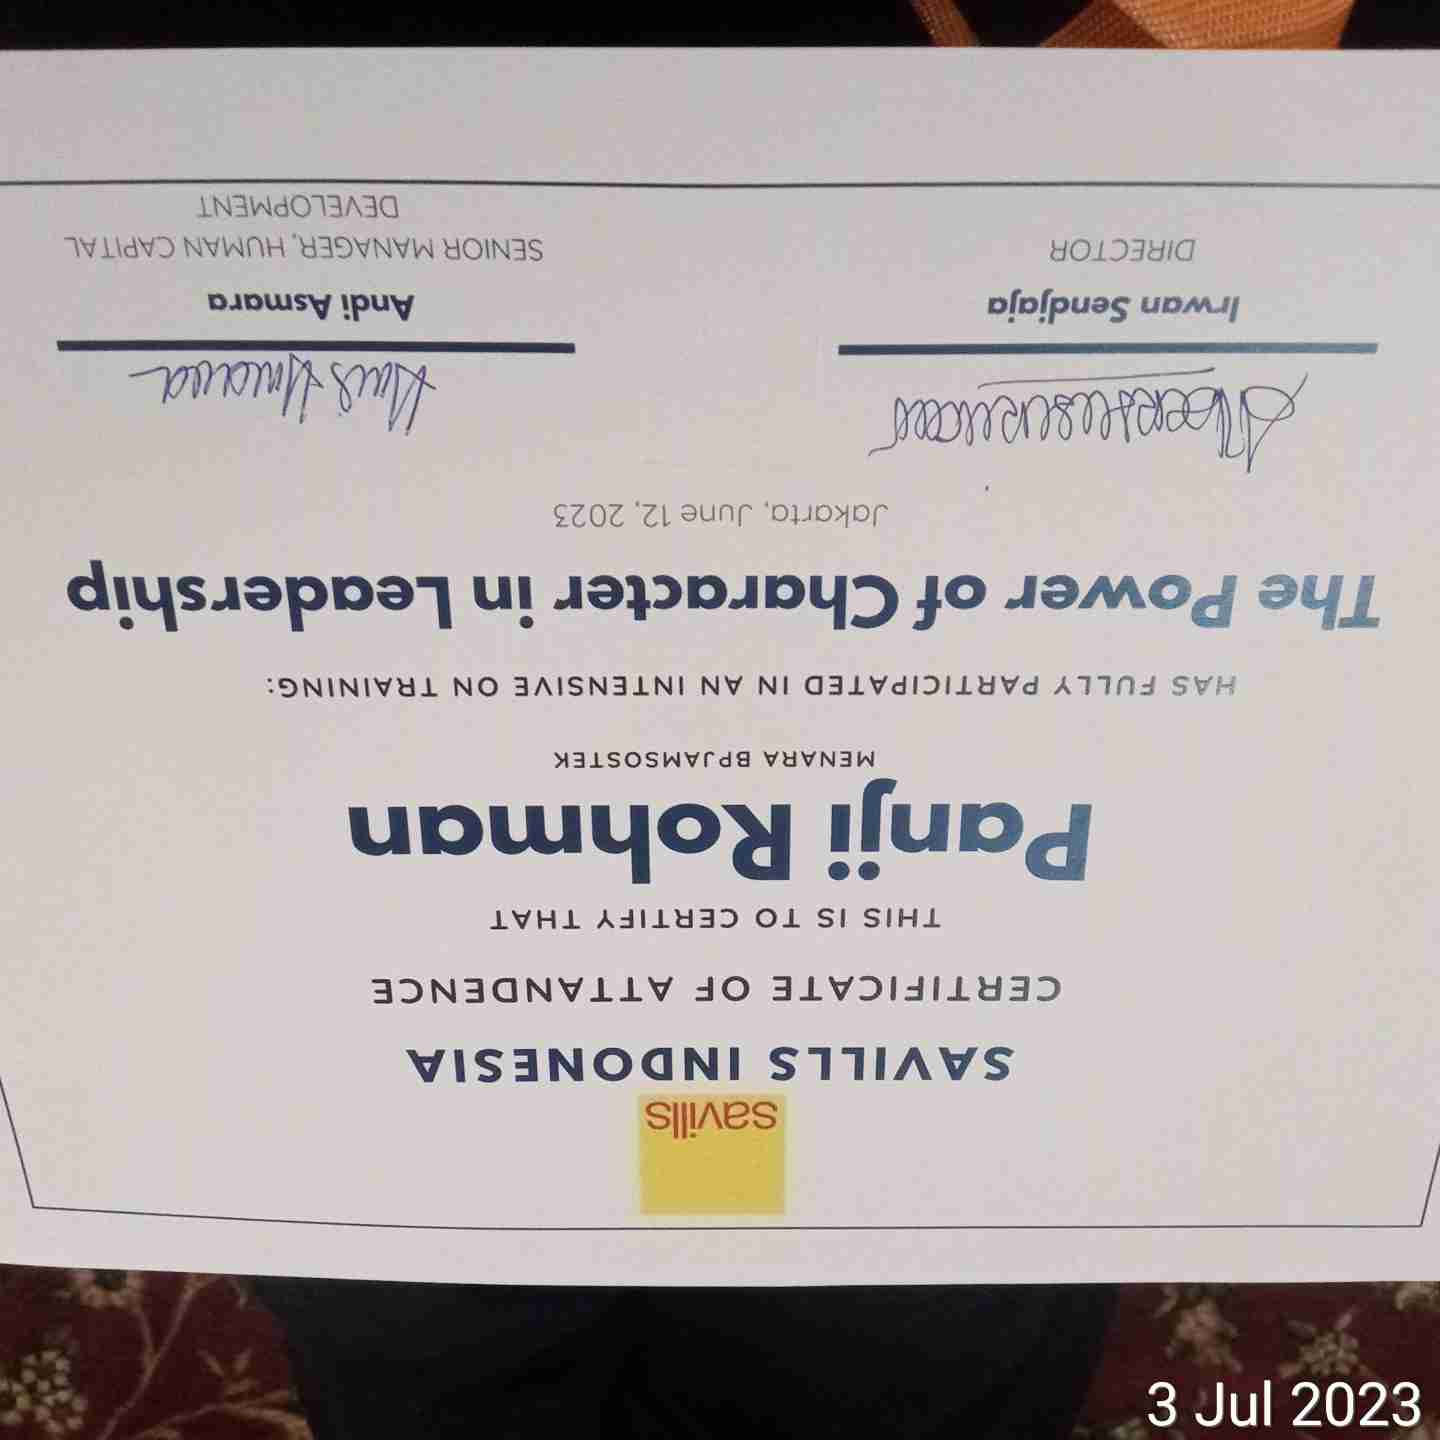 savills
SAVILLS INDONESIA
CERTIFICATE OF ATTANDENCE
THIS IS TO CERTIFY THAT
Panji Rohman
MENARA BPJAMSOSTEK
HAS FULLY PARTICIPATED IN AN INTENSIVE ON TRAINING:
The Power of Character in Leadership
Jakarta, June 12, 2023
Irwan Sendjaja
DIRECTOR
Andi Asmara
SENIOR MANAGER, HUMAN CAPITAL
DEVELOPMENT
3 Jul 2023